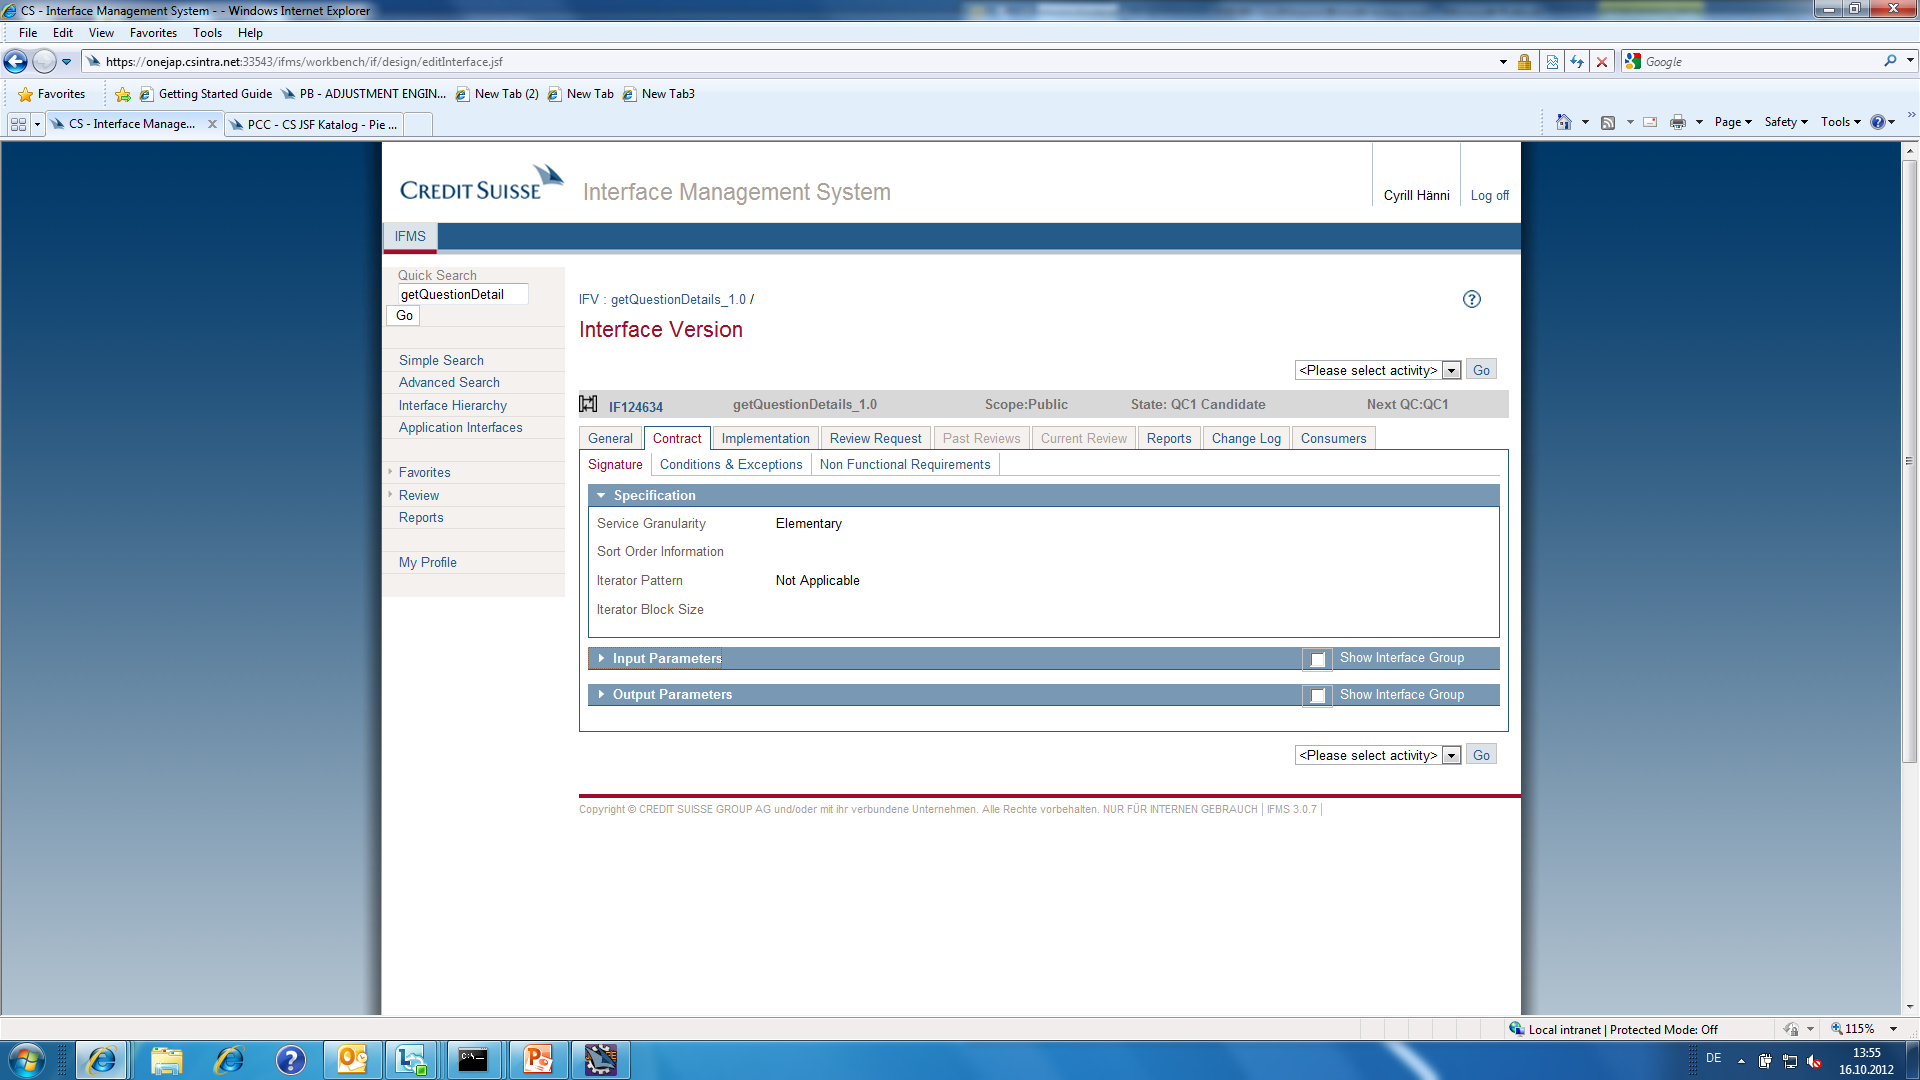 CS - Interface Management System - - Windows Internet Explorer
File Edit View Favorites Tools Help
https://onejap.csintra.net:33543/ifms/workbench/if/design/editInterface.jsf
Google
Favorites Getting Started Guide PB - ADJUSTMENT ENGIN... New Tab (2) New Tab New Tab3
CS - Interface Manage... PCC - CS JSF Katalog - Pie ...
Page Safety Tools
CREDIT SUISSE Interface Management System
Cyrill Hänni Log off
IFMS
Quick Search
getQuestionDetail
Go
Simple Search
Advanced Search
Interface Hierarchy
Application Interfaces
Favorites
Review
Reports
My Profile
IFV : getQuestionDetails_1.0 /
Interface Version
<Please select activity> Go
IF124634 getQuestionDetails_1.0 Scope:Public State: QC1 Candidate Next QC:QC1
General Contract Implementation Review Request Past Reviews Current Review Reports Change Log Consumers
Signature Conditions & Exceptions Non Functional Requirements
Specification
Service Granularity Elementary
Sort Order Information
Iterator Pattern Not Applicable
Iterator Block Size
Input Parameters Show Interface Group
Output Parameters Show Interface Group
<Please select activity> Go
Copyright © CREDIT SUISSE GROUP AG und/oder mit ihr verbundene Unternehmen. Alle Rechte vorbehalten. NUR FÜR INTERNEN GEBRAUCH | IFMS 3.0.7 |
Local intranet | Protected Mode: Off
115%
DE
13:55
16.10.2012